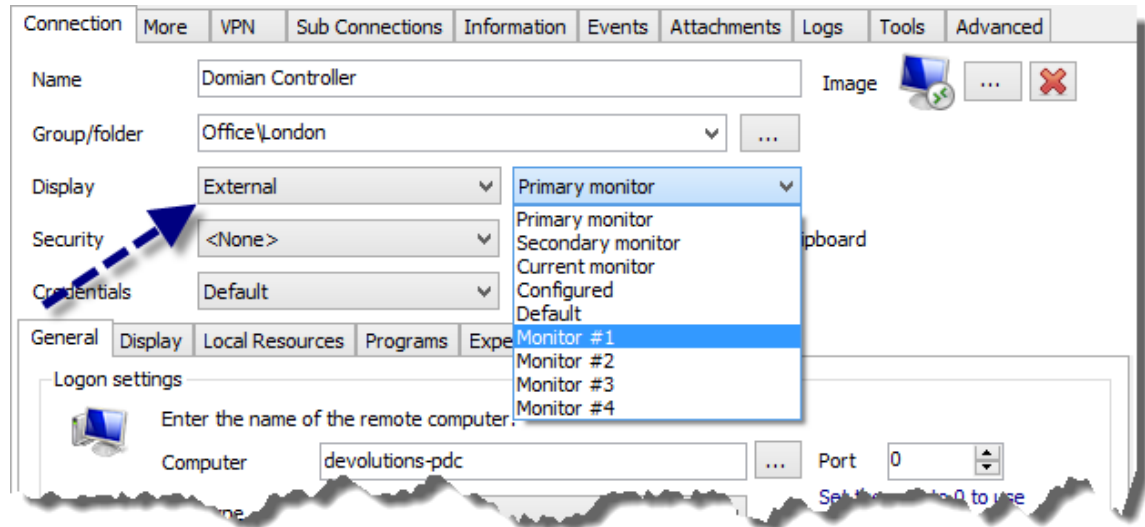 Connection More VPN Sub Connections Information Events Attachments Logs Tools Advanced
Name Domian Controller Image ...
Group/folder Office\London ...
Display External Primary monitor
Primary monitor
Security <None> Secondary monitor ipboard
Current monitor
Credentials Default Configured
Default
General Display Local Resources Programs Expe Monitor #1
Monitor #2
Logon settings Monitor #3
Monitor #4
Enter the name of the remote computer.
Computer devolutions-pdc ... Port 0
0 to use